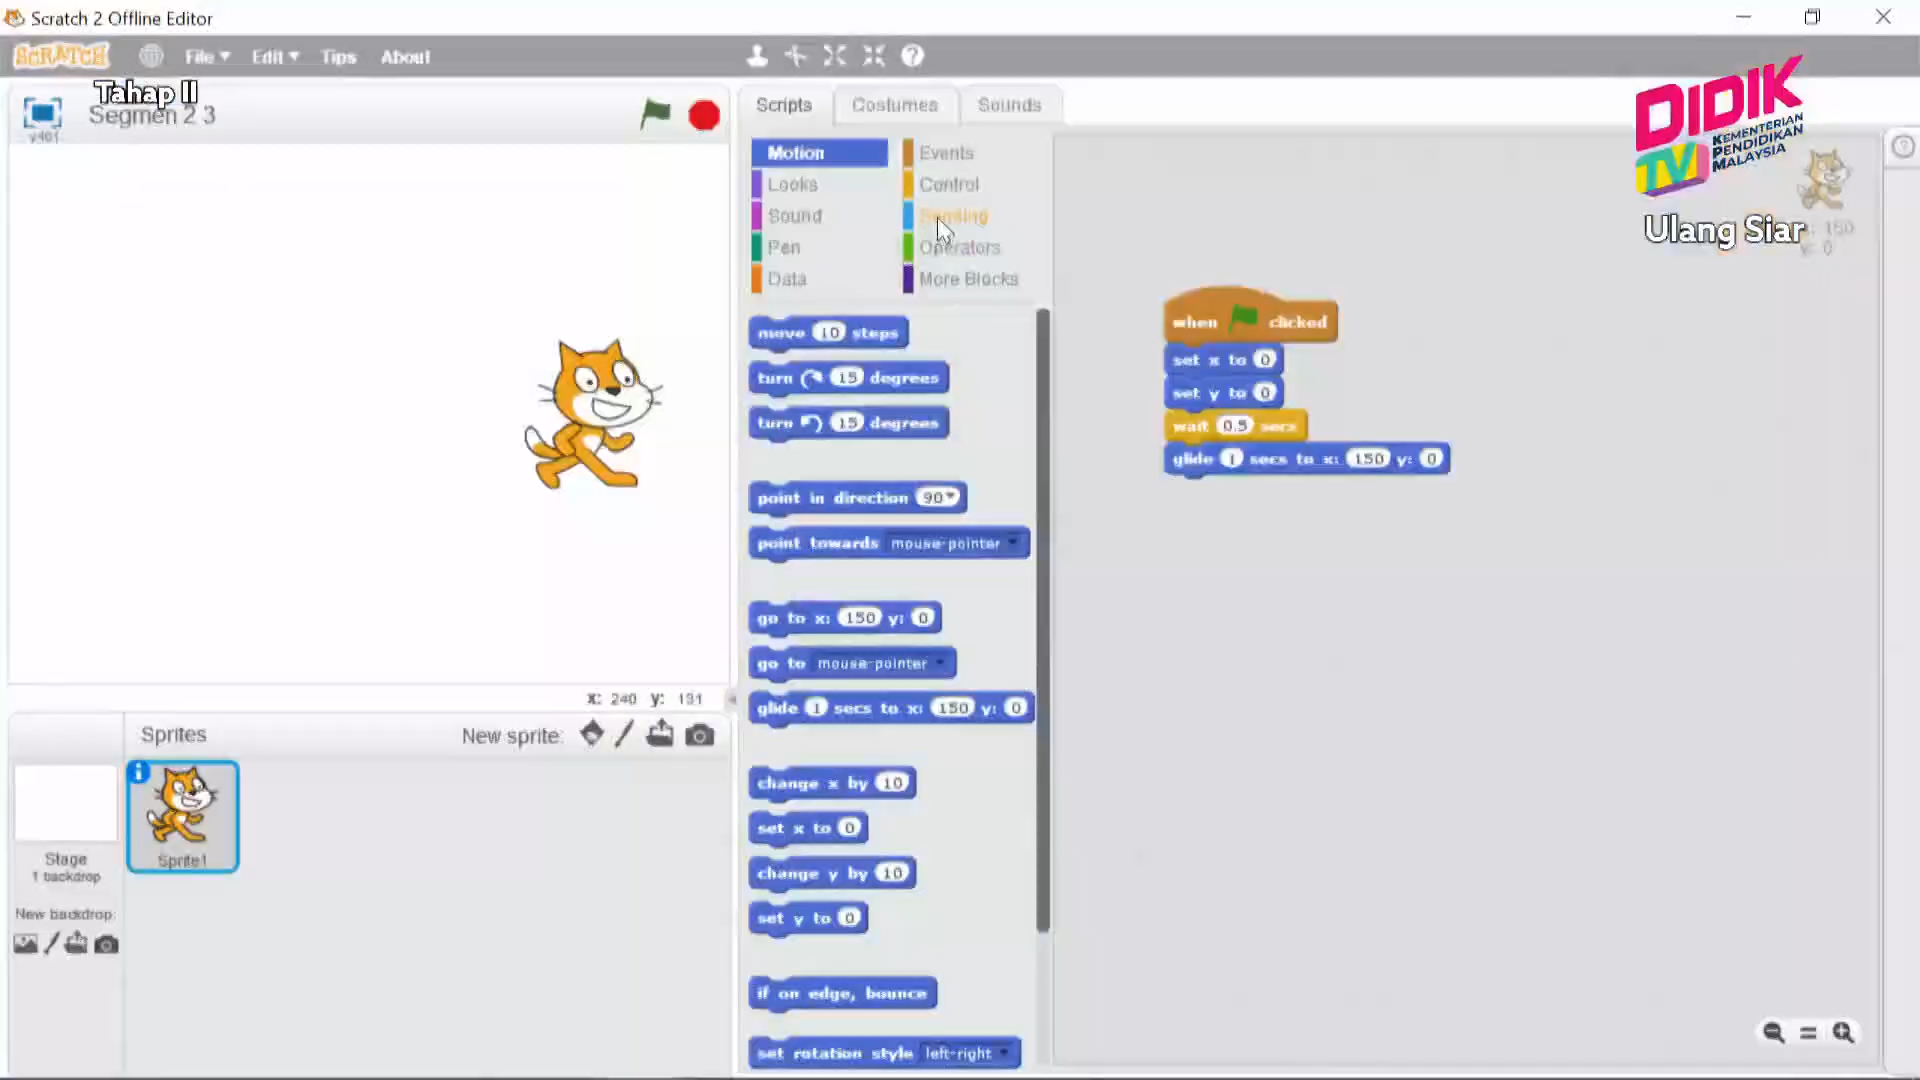 Scratch 2 Offline Editor
SCRATCH File Edit Tips About
Tahap II
Segmen 2 3
v461
Scripts Costumes Sounds
DIDIK
TV
KEMENTERIAN
PENDIDIKAN
MALAYSIA
Ulang Siar
x: 150
y: 0
Motion Events
Looks Control
Sound Sensing
Pen Operators
Data More Blocks
move 10 steps
turn 15 degrees
turn 15 degrees
point in direction 90
point towards mouse-pointer
go to x: 150 y: 0
go to mouse-pointer
glide 1 secs to x: 150 y: 0
change x by 10
set x to 0
change y by 10
set y to 0
if on edge, bounce
set rotation style left-right
when clicked
set x to 0
set y to 0
wait 0.5 secs
glide 1 secs to x: 150 y: 0
x: 240 y: 131
Sprites New sprite:
Sprite1
Stage
1 backdrop
New backdrop: